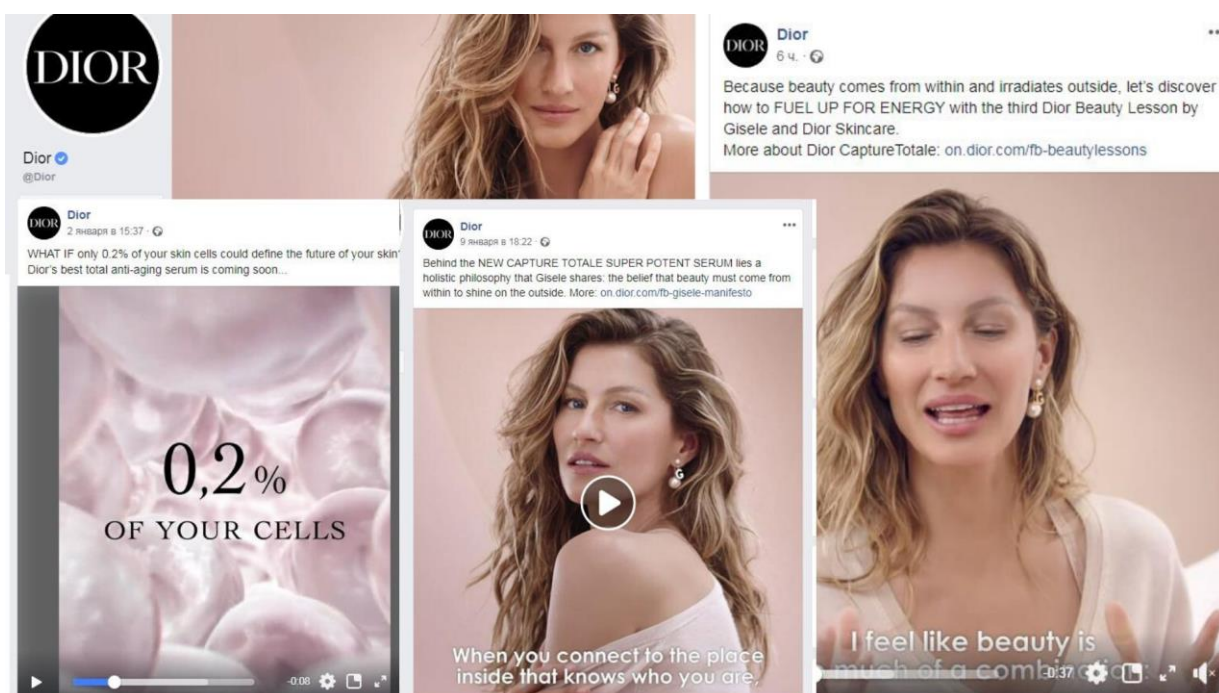 DIOR
Dior
@Dior
DIOR
Dior
2 января в 15:37
WHAT IF only 0.2% of your skin cells could define the future of your skin
Dior's best total anti-aging serum is coming soon...
0,2%
OF YOUR CELLS
-0:08
DIOR
Dior
9 января в 18:22
Behind the NEW CAPTURE TOTALE SUPER POTENT SERUM lies a
holistic philosophy that Gisele shares: the belief that beauty must come from
within to shine on the outside. More: on.dior.com/fb-gisele-manifesto
G
When you connect to the place
inside that knows who you are,
DIOR
Dior
6 ч.
Because beauty comes from within and irradiates outside, let's discover
how to FUEL UP FOR ENERGY with the third Dior Beauty Lesson by
Gisele and Dior Skincare.
More about Dior CaptureTotale: on.dior.com/fb-beautylessons
I feel like beauty is
much of a
-0:37